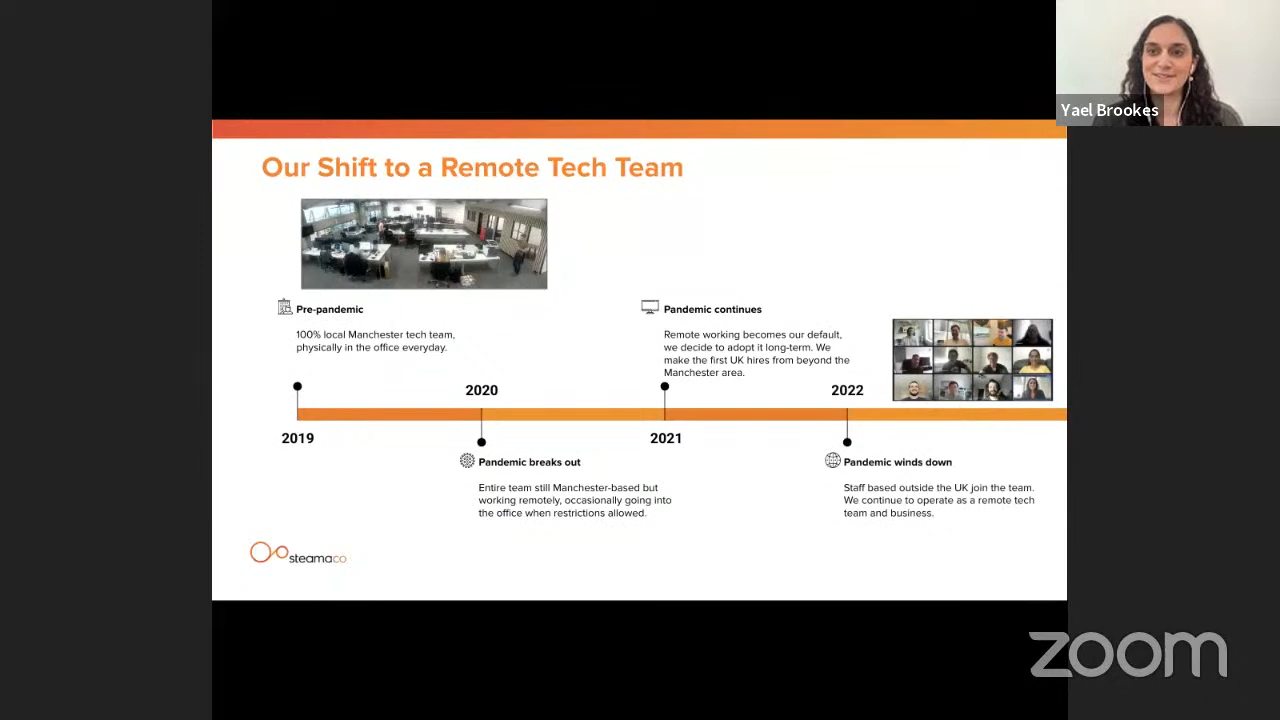 Yael Brookes
Our Shift to a Remote Tech Team
Pre-pandemic
100% local Manchester tech team,
physically in the office everyday.
Pandemic continues
Remote working becomes our default,
we decide to adopt it long-term. We
make the first UK hires from beyond the
Manchester area.
2020
2022
2019
2021
Pandemic breaks out
Entire team still Manchester-based but
working remotely, occasionally going into
the office when restrictions allowed.
Pandemic winds down
Staff based outside the UK join the team.
We continue to operate as a remote tech
team and business.
steamaco
zoom